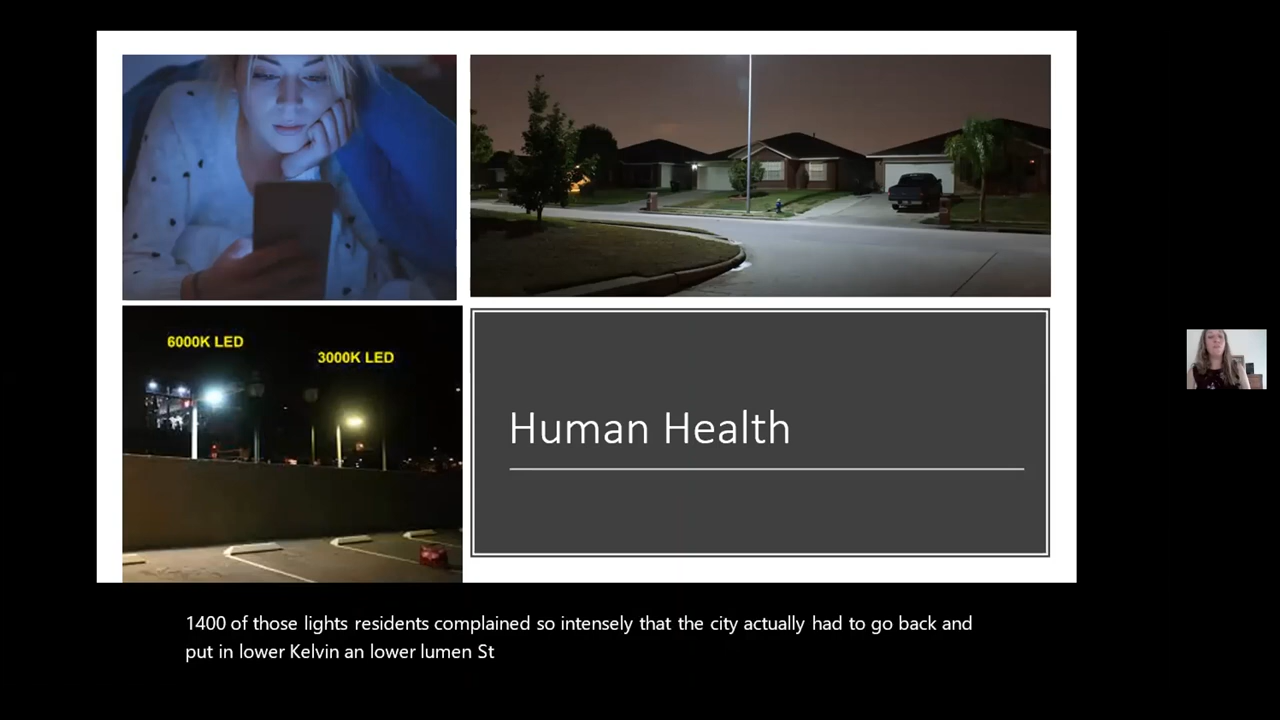 6000K LED
3000K LED
Human Health
1400 of those lights residents complained so intensely that the city actually had to go back and
put in lower Kelvin an lower lumen St